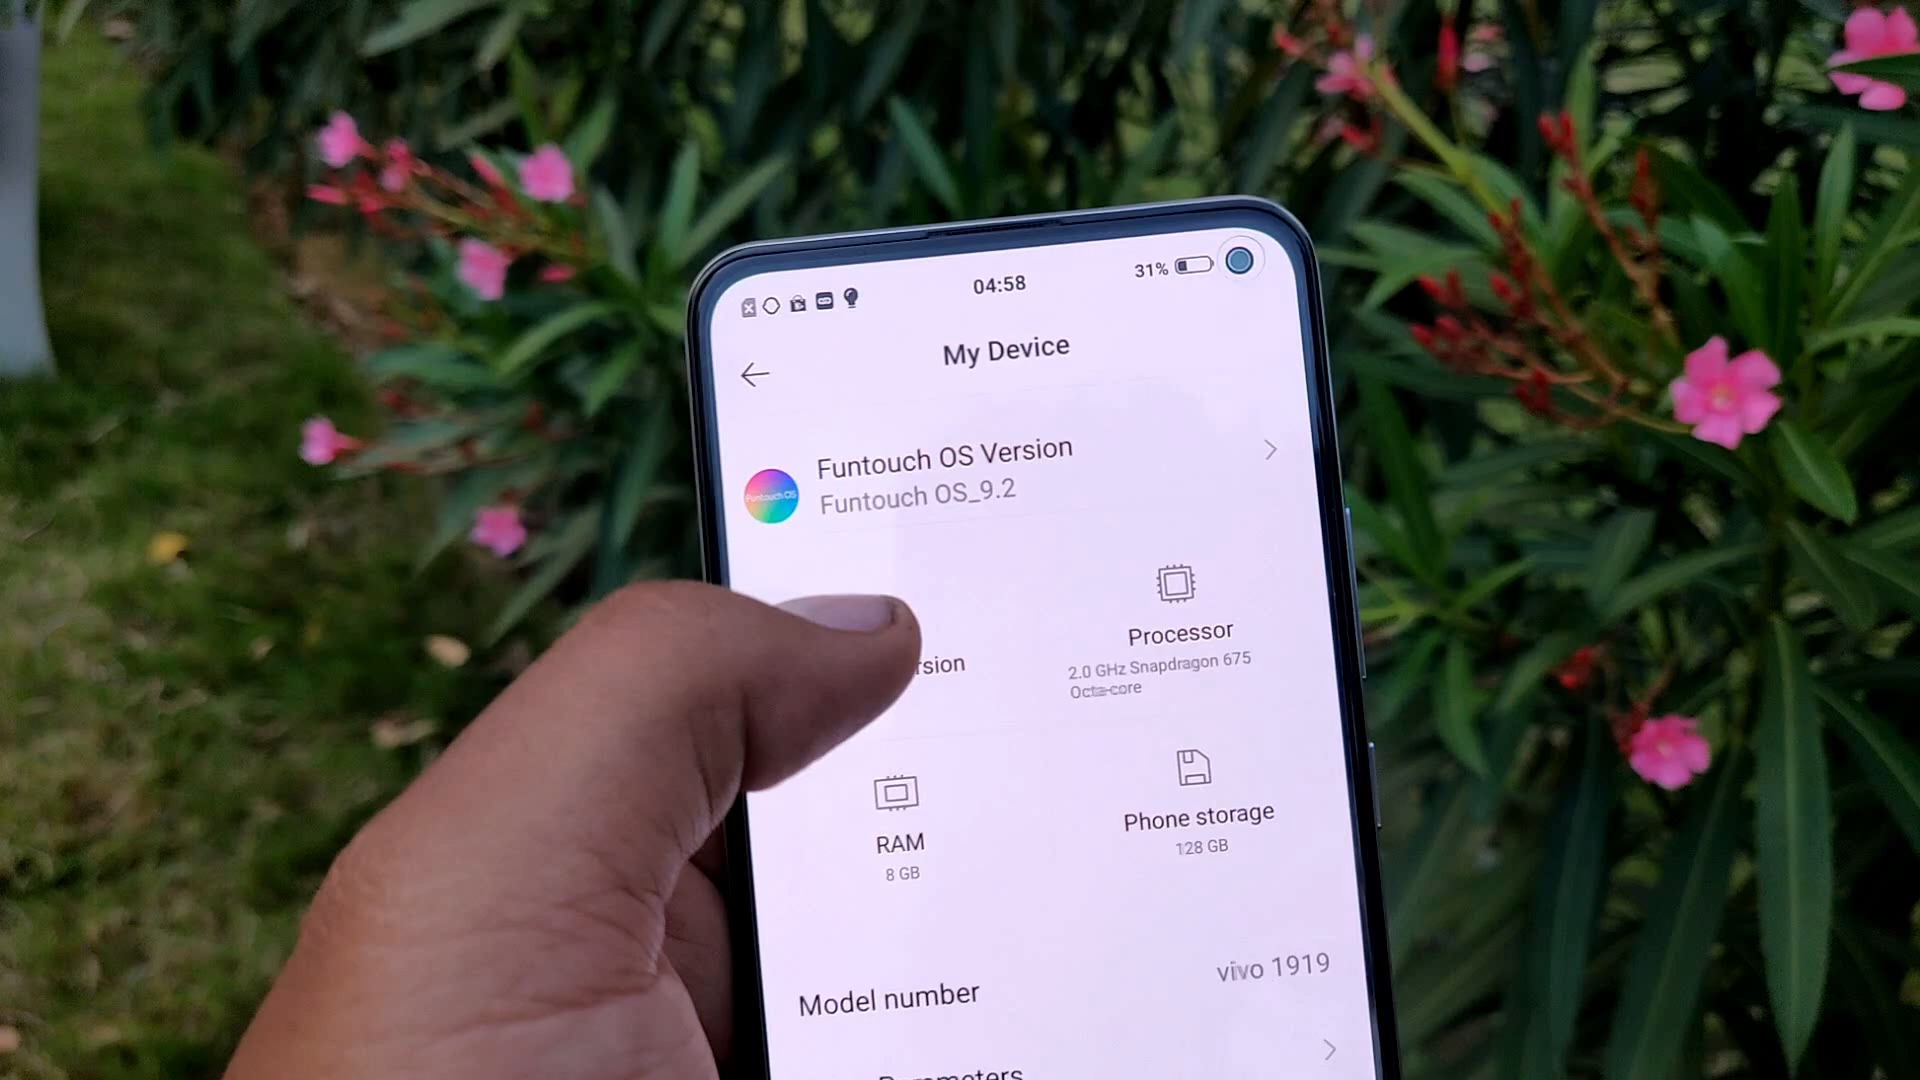 04:58
31%
My Device
Funtouch OS Version
Funtouch OS_9.2
Funtouch OS
rsion
Processor
2.0 GHz Snapdragon 675
Octa-core
RAM
8 GB
Phone storage
128 GB
Model number
vivo 1919
Parameters